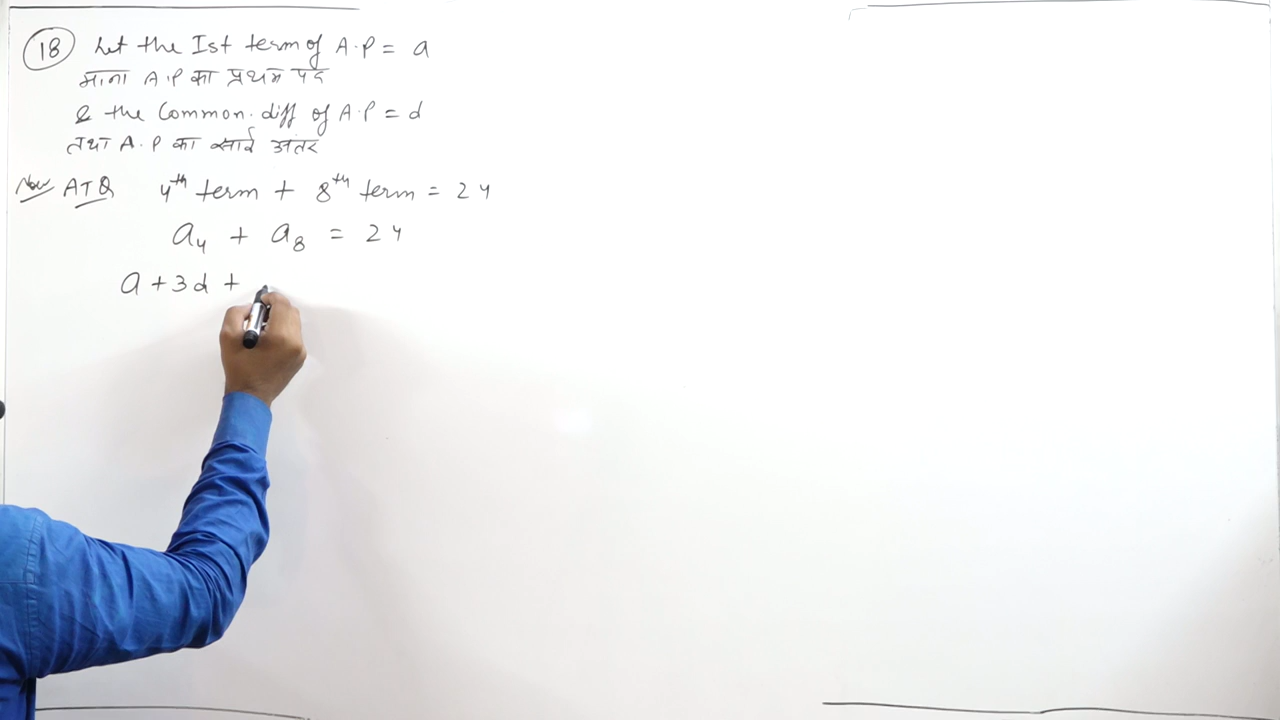 18 Let the Ist term of A.P = a
माना A.P का प्रथम पद
& the Common.diff of A.P = d
तथा A.P का सार्व अंतर
Now ATQ 4th term + 8th term = 24
a4 + a8 = 24
a + 3d +